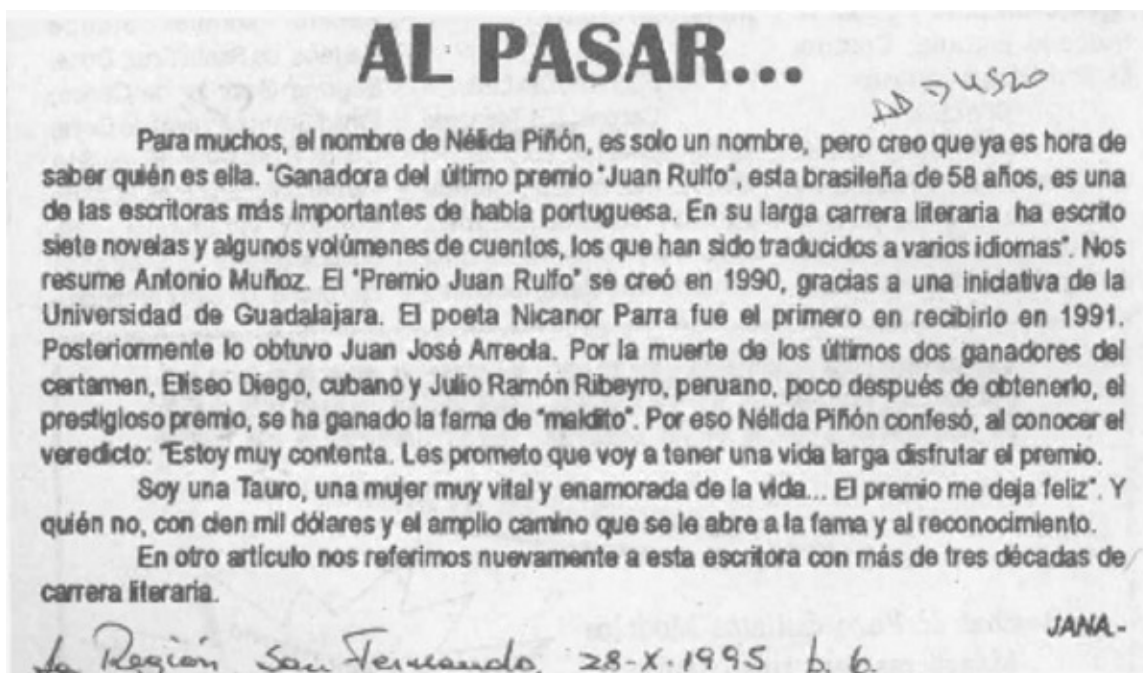 AL PASAR...
AD 74520
Para muchos, el nombre de Nélida Piñón, es solo un nombre, pero creo que ya es hora de
saber quién es ella. "Ganadora del último premio "Juan Rulfo", esta brasileña de 58 años, es una
de las escritoras más importantes de habla portuguesa. En su larga carrera literaria ha escrito
siete novelas y algunos volúmenes de cuentos, los que han sido traducidos a varios idiomas". Nos
resume Antonio Muñoz. El "Premio Juan Rulfo" se creó en 1990, gracias a una iniciativa de la
Universidad de Guadalajara. El poeta Nicanor Parra fue el primero en recibirlo en 1991.
Posteriormente lo obtuvo Juan José Arreola. Por la muerte de los últimos dos ganadores del
certamen, Eliseo Diego, cubano y Julio Ramón Ribeyro, peruano, poco después de obtenerlo, el
prestigioso premio, se ha ganado la fama de "maldito". Por eso Nélida Piñón confesó, al conocer el
veredicto: "Estoy muy contenta. Les prometo que voy a tener una vida larga disfrutar el premio.
Soy una Tauro, una mujer muy vital y enamorada de la vida... El premio me deja feliz". Y
quién no, con cien mil dólares y el amplio camino que se le abre a la fama y al reconocimiento.
En otro artículo nos referimos nuevamente a esta escritora con más de tres décadas de
carrera literaria.
JANA.-
La Región San Fernando, 28-X-1995 p. 6.